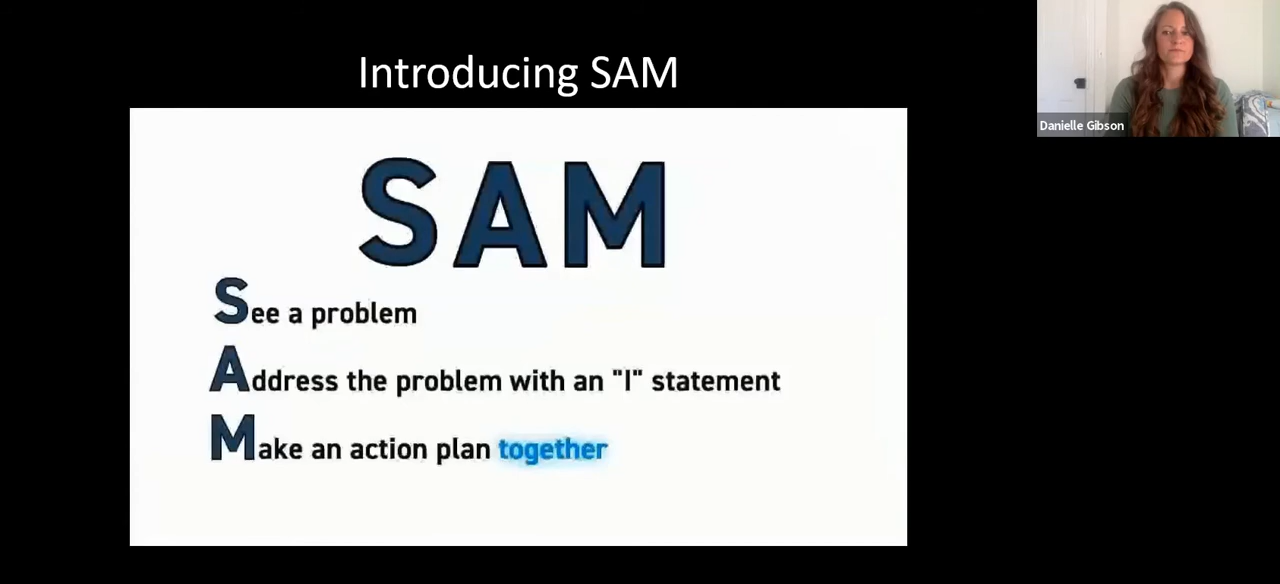 Introducing SAM
SAM
See a problem
Address the problem with an "I" statement
Make an action plan together
Danielle Gibson